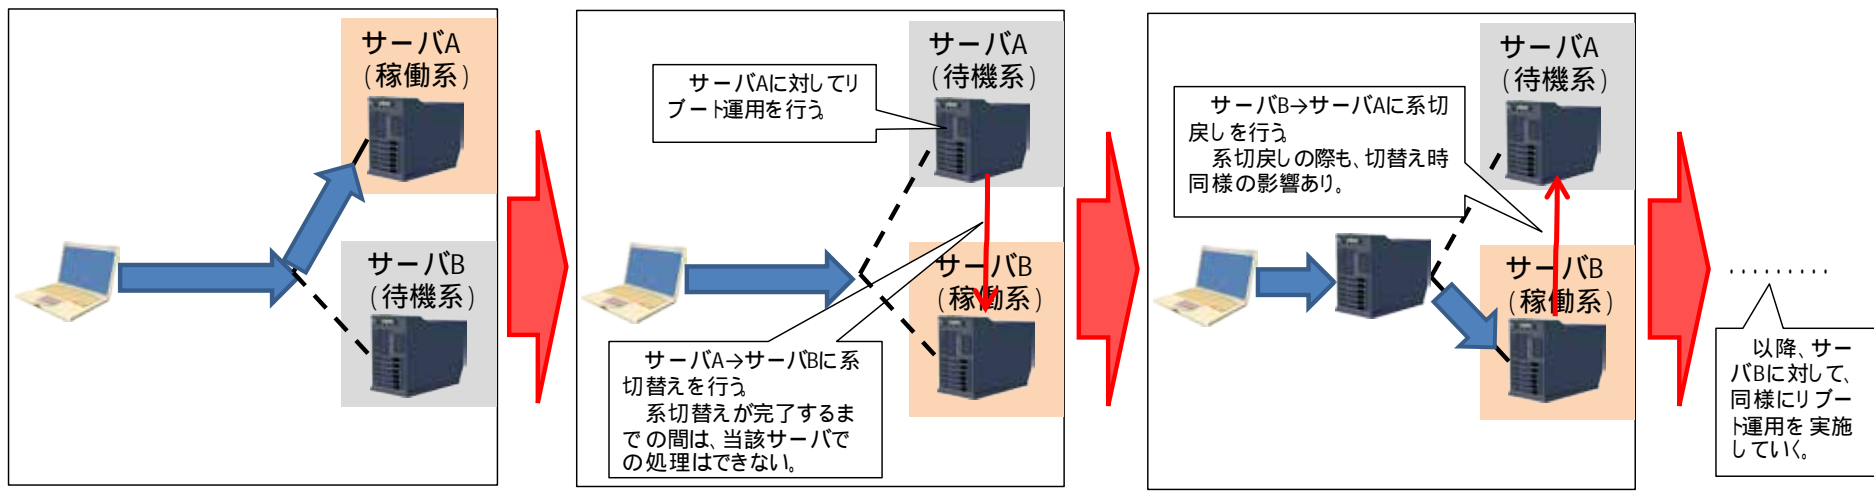 サーバA
(稼働系)
サーバB
(待機系)
サーバA
(待機系)
サーバAに対してリ
ブート運用を行う。
サーバB
(稼働系)
サーバA→サーバBに系
切替えを行う。
系切替えが完了するま
での間は、当該サーバで
の処理はできない。
サーバA
(待機系)
サーバB→サーバAに系切
戻しを行う。
系切戻しの際も、切替え時
同様の影響あり。
サーバB
(稼働系)
.........
以降、サー
バBに対して、
同様にリブー
ト運用を実施
していく。